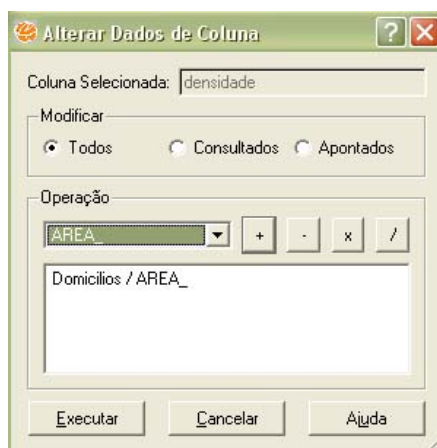 Alterar Dados de Coluna
Coluna Selecionada: densidade
Modificar
Todos Consultados Apontados
Operação
AREA_ + - x /
Domicilios / AREA_
Executar Cancelar Ajuda